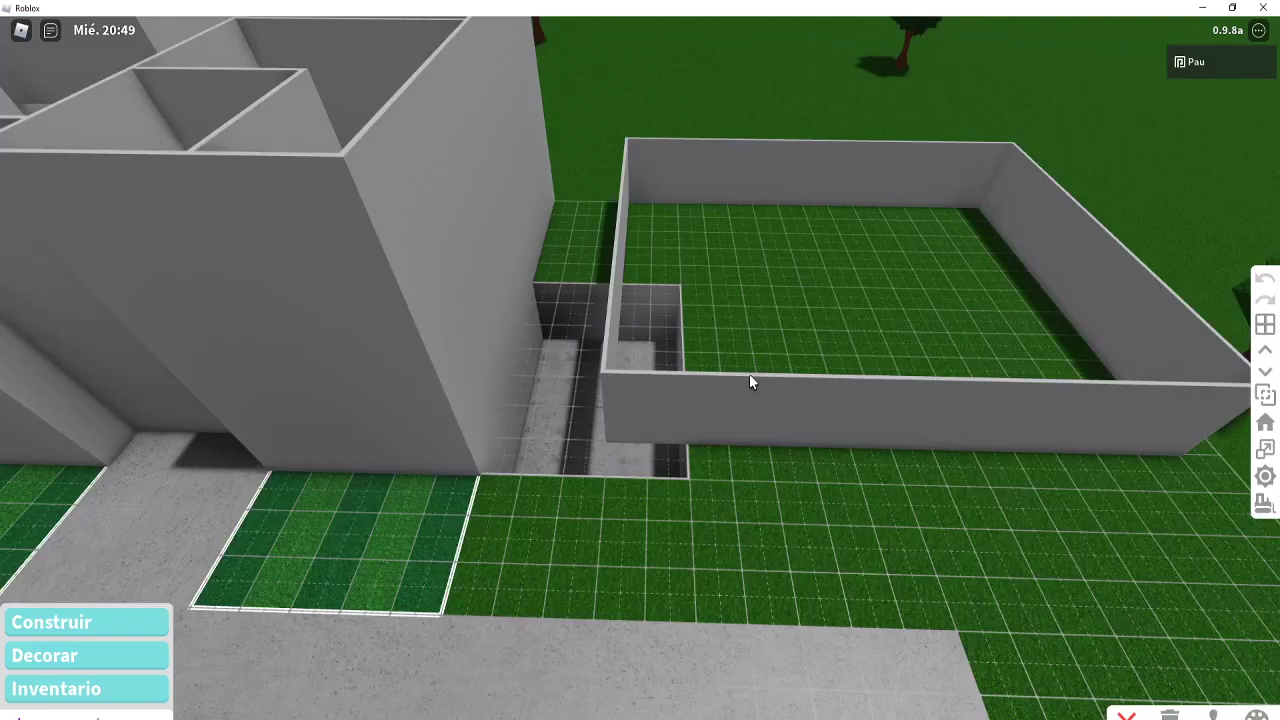 Roblox
Mié. 20:49
0.9.8a
Pau
Construir
Decorar
Inventario